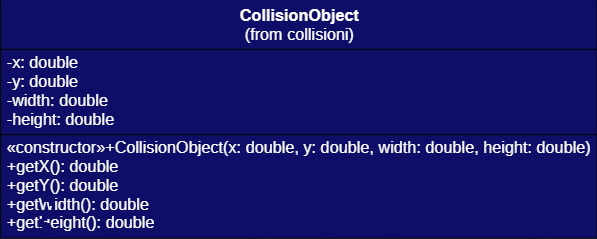 CollisionObject
(from collisioni)
-x: double
-y: double
-width: double
-height: double
«constructor»+CollisionObject(x: double, y: double, width: double, height: double)
+getX(): double
+getY(): double
+getWidth(): double
+getHeight(): double